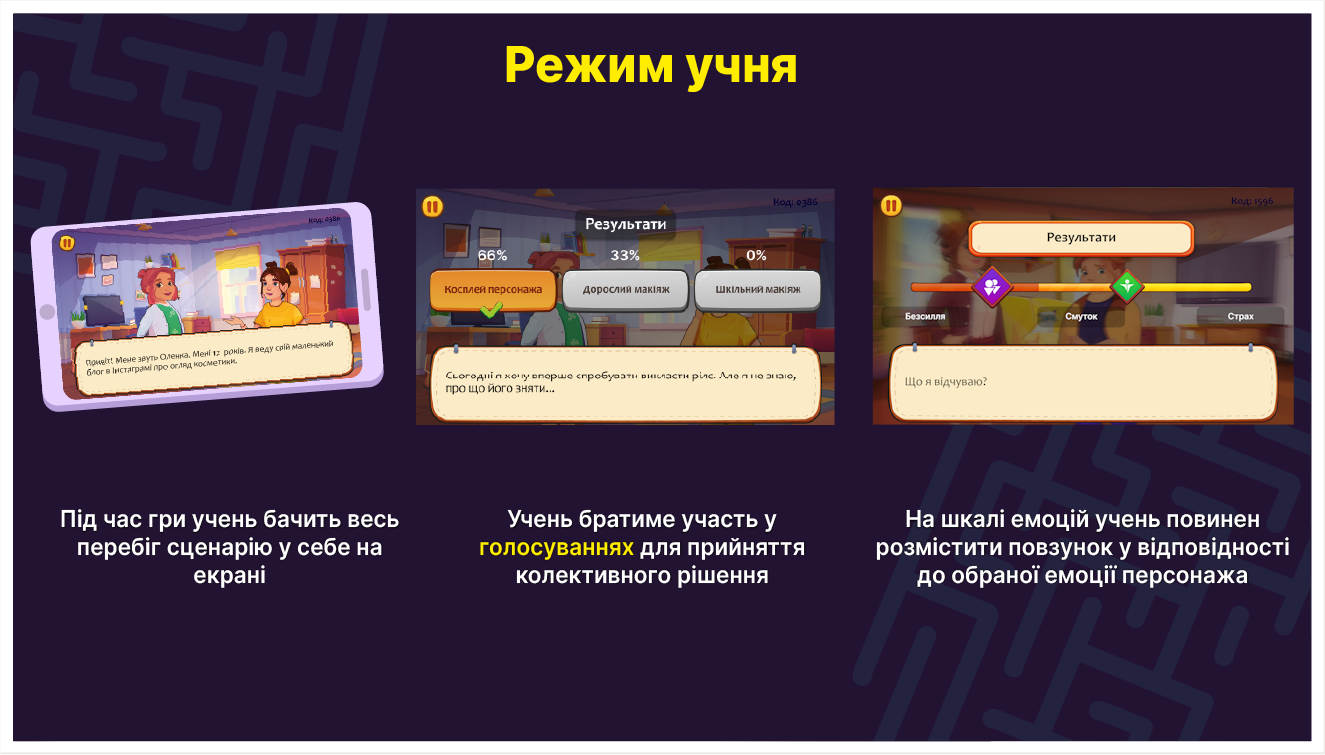 Режим учня
Код: 0386
Привіт! Мене звуть Оленка. Мені 12 років. Я веду свій маленький
блог в Інстаграмі про огляд косметики.
Код: 0386
Результати
66%
33%
0%
Косплей персонажа
Дорослий макіяж
Шкільний макіяж
Сьогодні я хочу вперше спробувати викласти рілс. Але я не знаю,
про що його зняти...
Код: 1596
Результати
Безсилля
Смуток
Страх
Що я відчуваю?
Під час гри учень бачить весь
перебіг сценарію у себе на
екрані
Учень братиме участь у
голосуваннях для прийняття
колективного рішення
На шкалі емоцій учень повинен
розмістити повзунок у відповідності
до обраної емоції персонажа